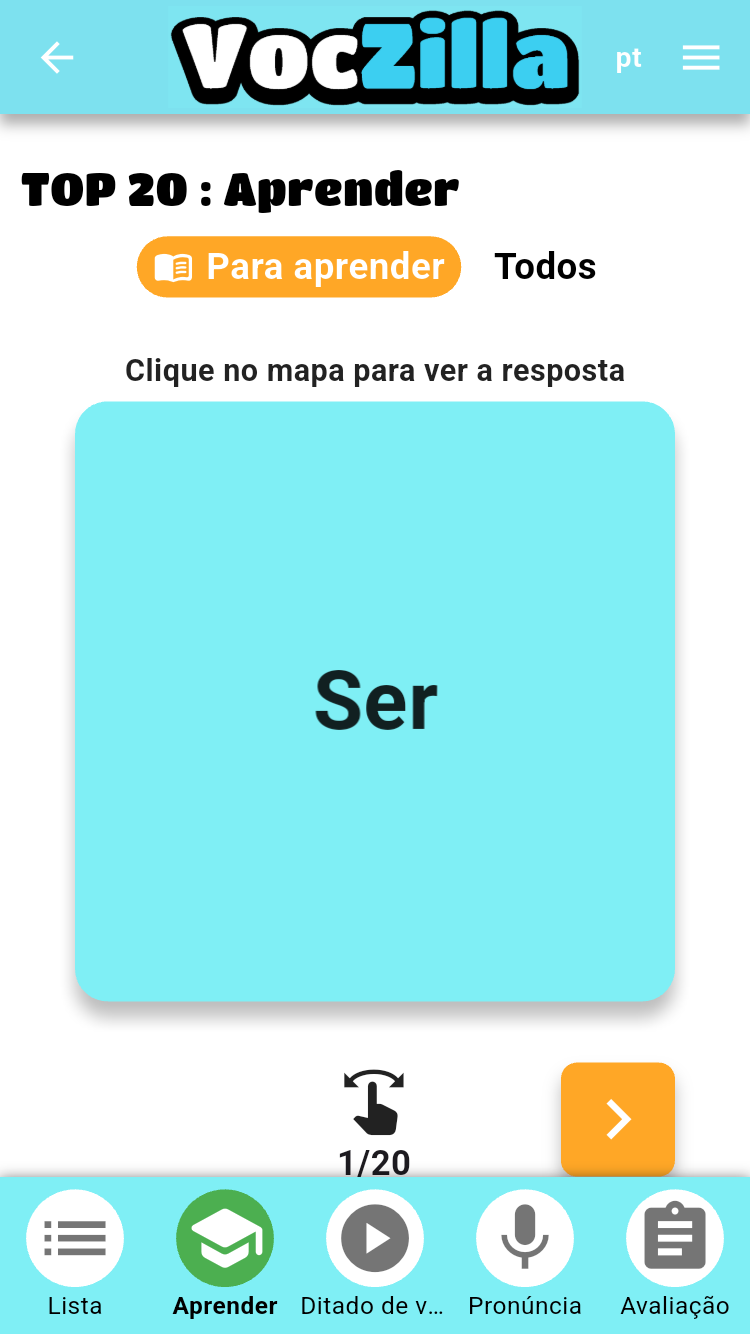 VocZilla
pt
TOP 20 : Aprender
Para aprender Todos
Clique no mapa para ver a resposta
Ser
1/20
Lista Aprender Ditado de v... Pronúncia Avaliação